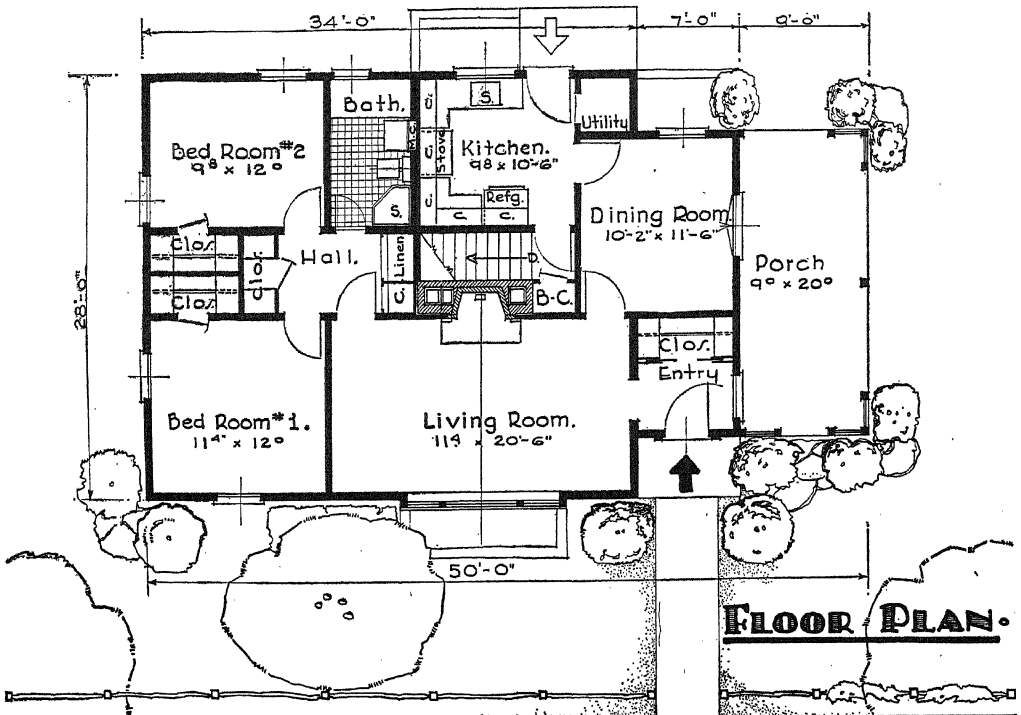 34'-0"
7'-0"
9'-0"
Bath.
C.
S.
Utility
M.C.
C.
Stove
Kitchen.
98 x 10-6"
Bed Room #2
9⁸ x 12⁰
Refg.
S.
C.
C.
C.
Dining Room
10'-2" x 11'-6"
Clos.
Clos.
Hall.
Linen
D.
Porch
9⁰ x 20⁰
28'-0"
Clos.
C.
B.C.
Clos.
Entry
Bed Room #1.
11⁴" x 12⁰
Living Room.
11⁴ x 20'-6"
50'-0"
FLOOR PLAN.